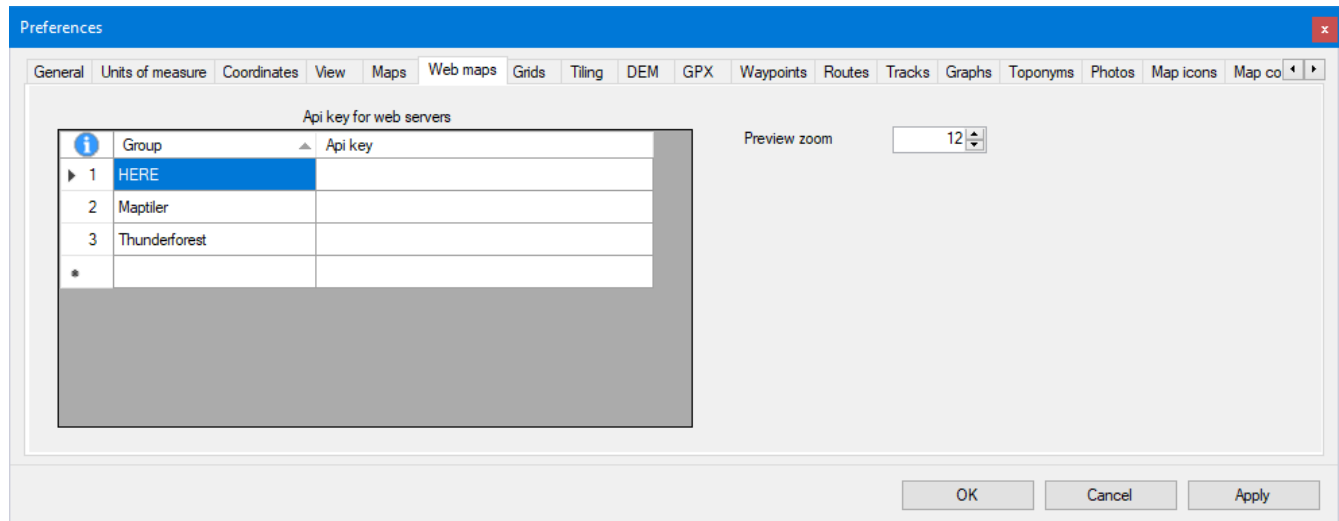 Preferences
x
General Units of measure Coordinates View Maps Web maps Grids Tiling DEM GPX Waypoints Routes Tracks Graphs Toponyms Photos Map icons Map co
Api key for web servers
Preview zoom 12
i Group Api key
1 HERE
2 Maptiler
3 Thunderforest
*
OK Cancel Apply